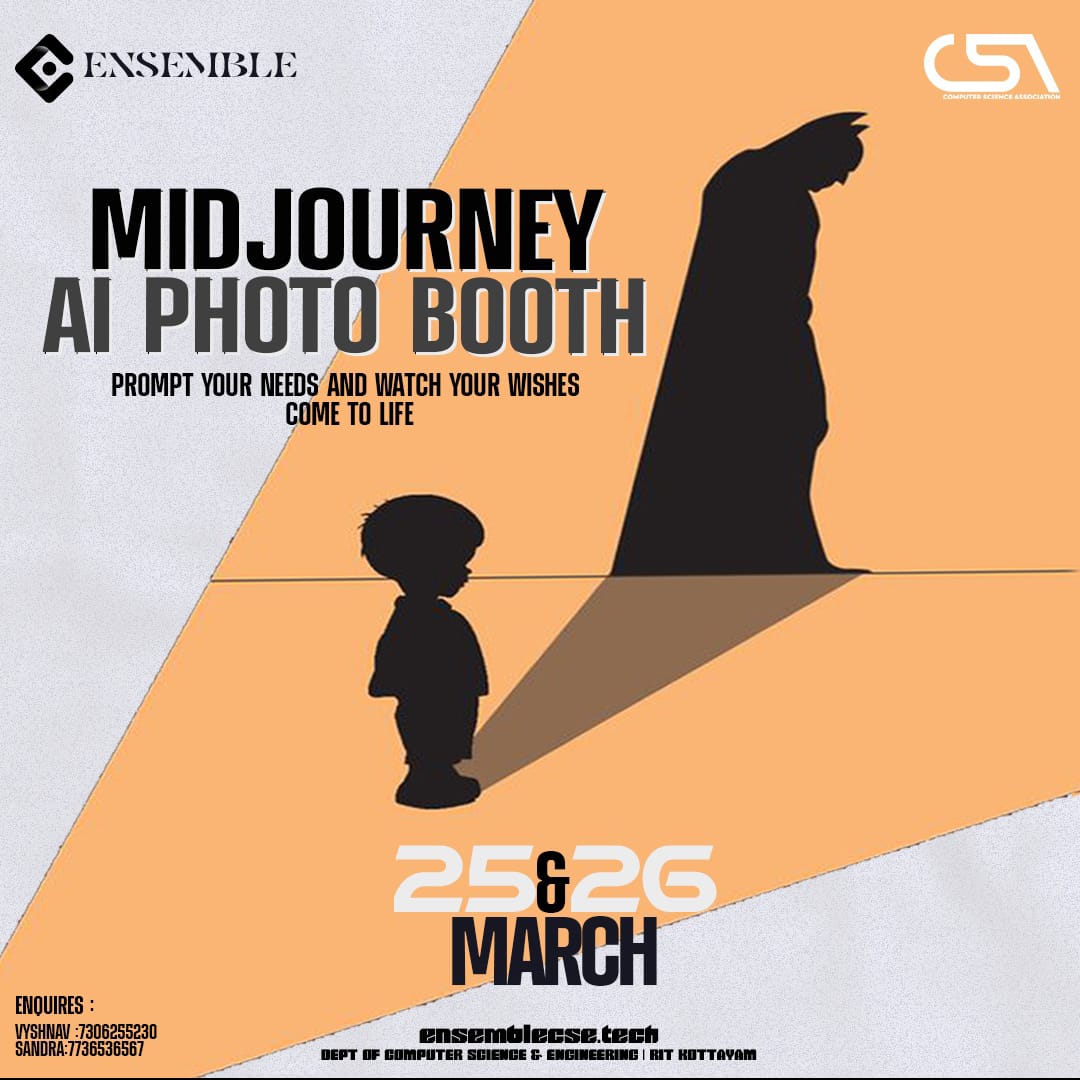 ENSEMBLE
CSA
COMPUTER SCIENCE ASSOCIATION
MIDJOURNEY
AI PHOTO BOOTH
PROMPT YOUR NEEDS AND WATCH YOUR WISHES
COME TO LIFE
25&26
MARCH
ENQUIRES :
VYSHNAV :7306255230
SANDRA:7736536567
ensemblecse.tech
DEPT OF COMPUTER SCIENCE & ENGINEERING | RIT KOTTAYAM